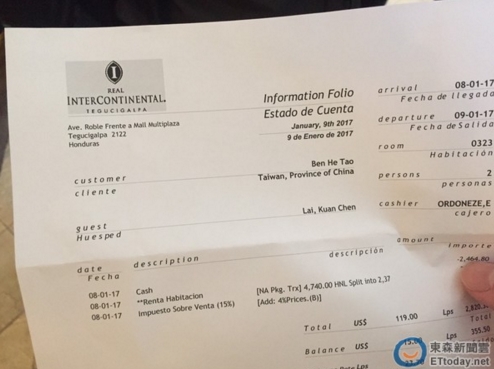 REAL
INTERCONTINENTAL.
TEGUCIGALPA
Ave. Roble Frente a Mall Multiplaza
Tegucigalpa 2122
Honduras
Information Folio
Estado de Cuenta
January, 9th 2017
9 de Enero de 2017
arrival 08-01-17
Fecha de llegada
departure 09-01-17
Fecha de Salida
room 0323
Habitación
persons 2
personas
cashier ORDONEZE,E
cajero
customer
cliente
Ben He Tao
Taiwan, Province of China
guest
Huesped
Lai, Kuan Chen
date description descripción amount
Fecha importe
08-01-17 Cash [NA Pkg. Trx] 4,740.00 HNL Split into 2,37 -2,464.80
08-01-17 **Renta Habitacion [Add: 4%Prices.(B)]
08-01-17 Impuesto Sobre Venta (15%)
Total US$ 119.00 Lps
Total
355.50
Balance US$ Lps
東森新聞雲
ETtoday.net